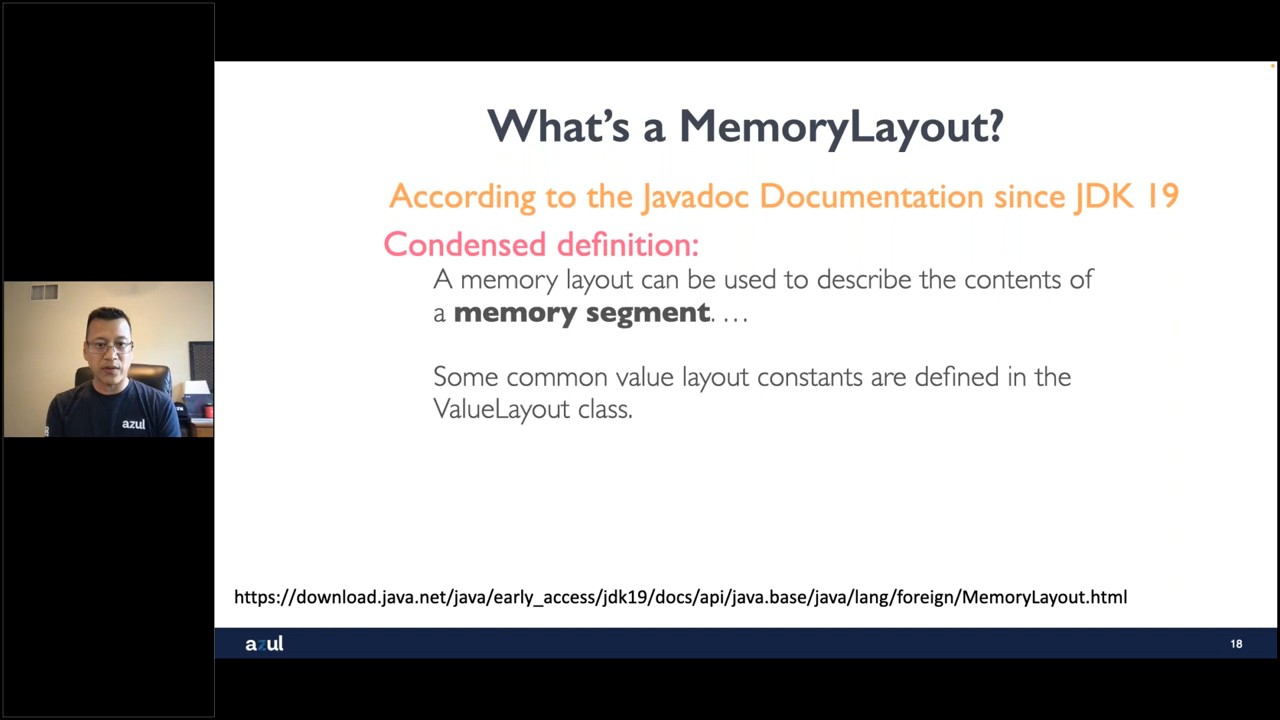 What's a MemoryLayout?
According to the Javadoc Documentation since JDK 19
Condensed definition:
A memory layout can be used to describe the contents of
a memory segment. …
Some common value layout constants are defined in the
ValueLayout class.
azul
https://download.java.net/java/early_access/jdk19/docs/api/java.base/java/lang/foreign/MemoryLayout.html
azul
18